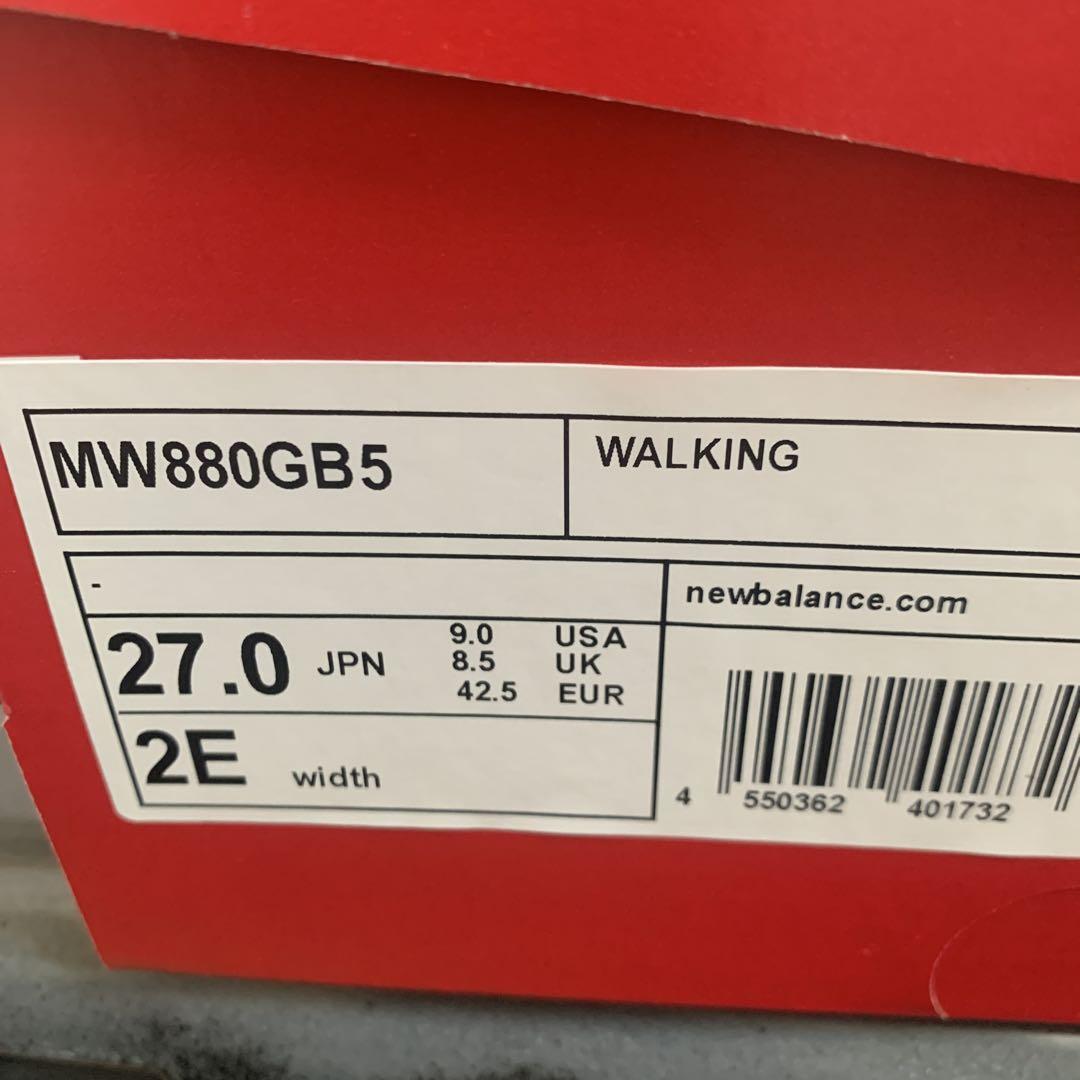 MW880GB5
WALKING
-
newbalance.com
27.0 JPN
9.0 USA
8.5 UK
42.5 EUR
2E width
4 550362 401732